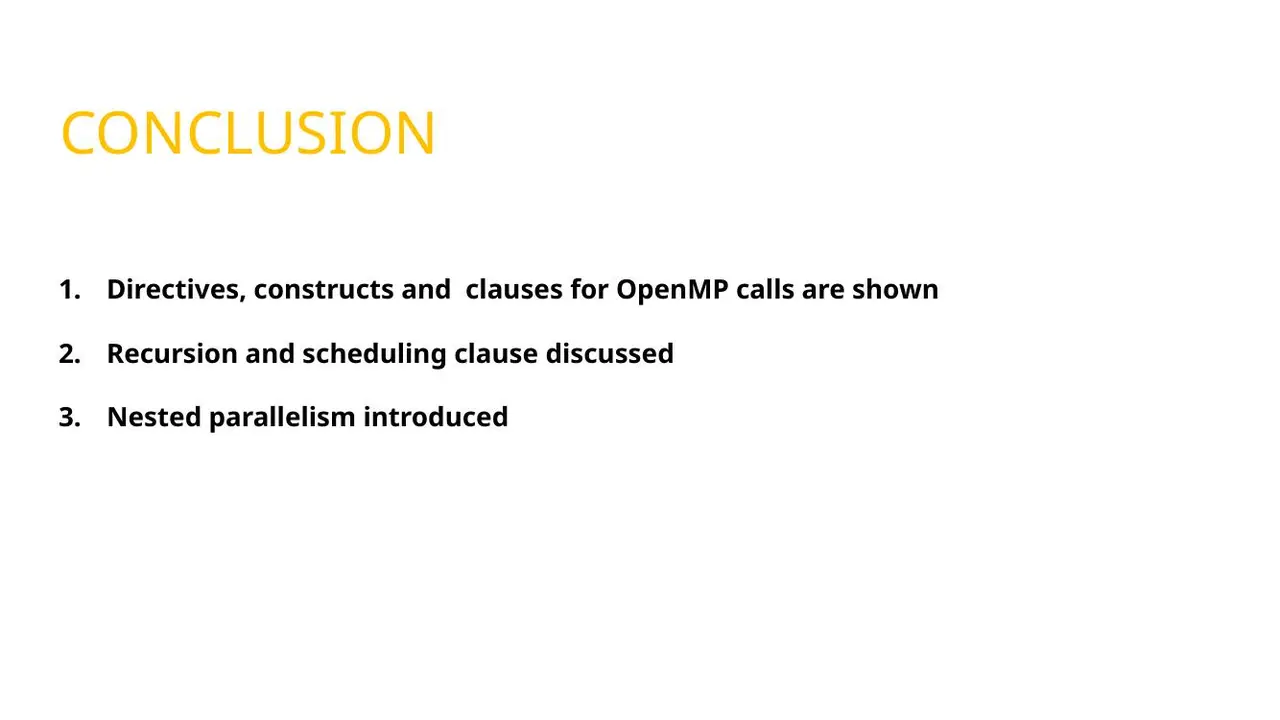 CONCLUSION
1. Directives, constructs and  clauses for OpenMP calls are shown
2. Recursion and scheduling clause discussed
3. Nested parallelism introduced